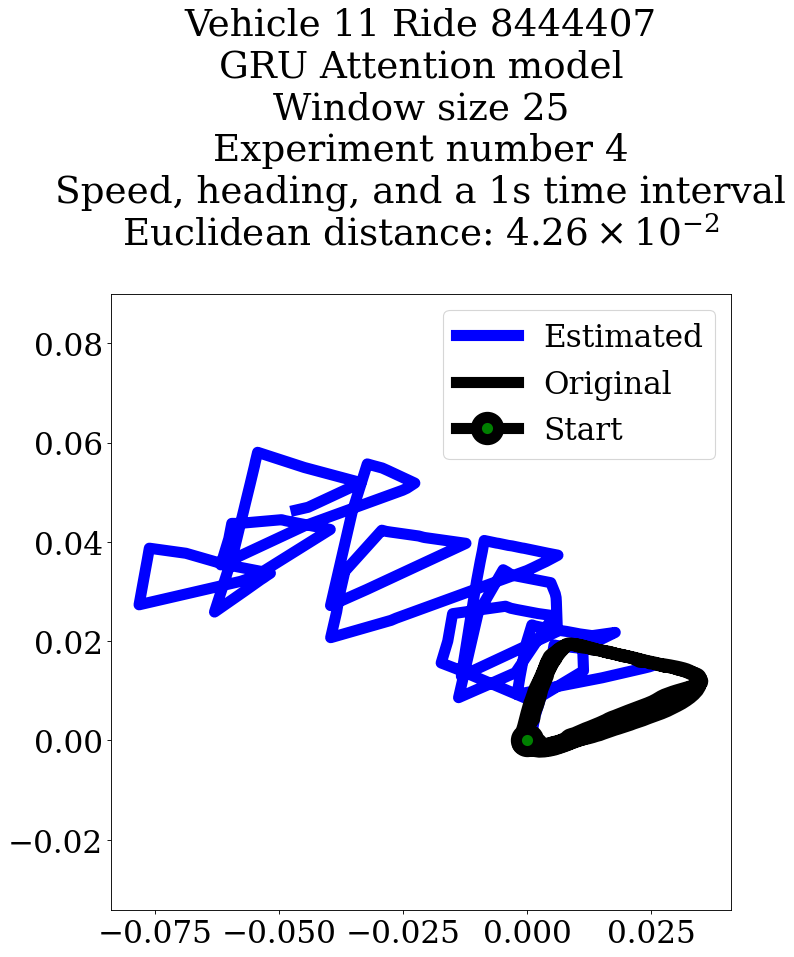 Vehicle 11 Ride 8444407
GRU Attention model
Window size 25
Experiment number 4
Speed, heading, and a 1s time interval
Euclidean distance: 4.26 × 10⁻²
Estimated
Original
Start
0.08
0.06
0.04
0.02
0.00
−0.02
−0.075 −0.050 −0.025 0.000 0.025